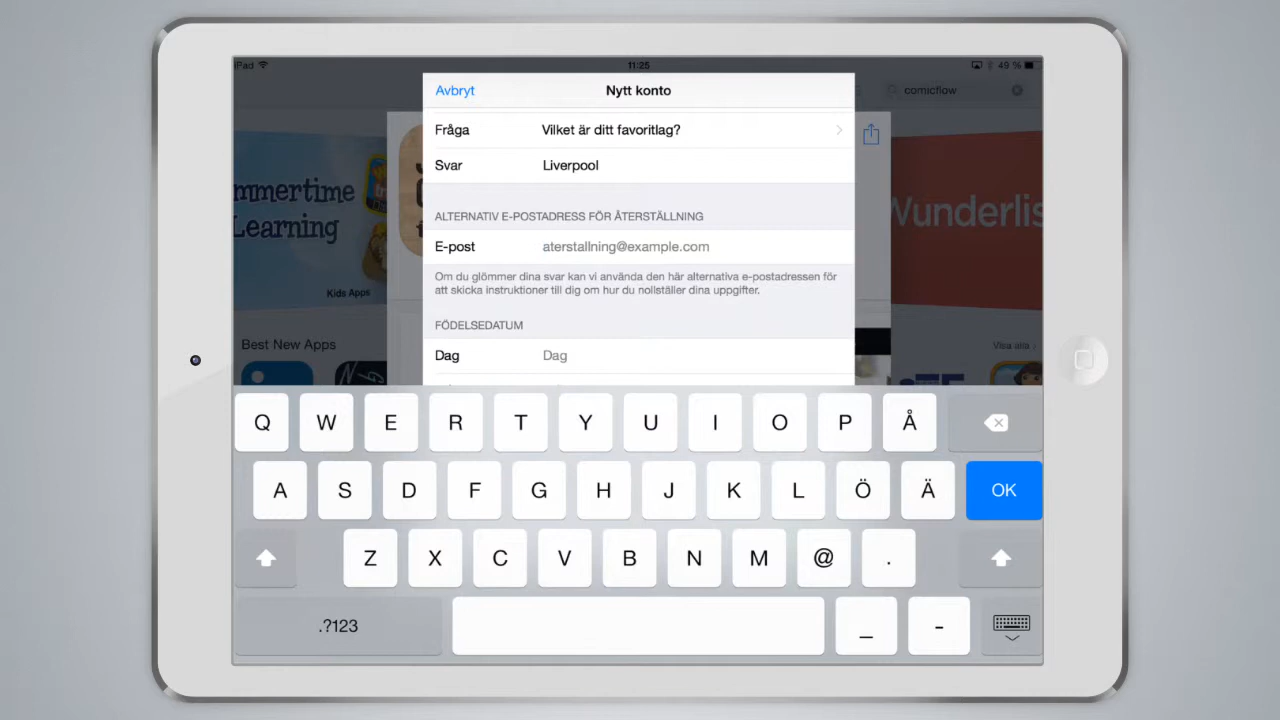 iPad 11:25 49 %
Avbryt Nytt konto
comicflow
Fråga Vilket är ditt favoritlag?
Svar Liverpool
ALTERNATIV E-POSTADRESS FÖR ÅTERSTÄLLNING
E-post aterstallning@example.com
Om du glömmer dina svar kan vi använda den här alternativa e-postadressen för
att skicka instruktioner till dig om hur du nollställer dina uppgifter.
FÖDELSEDATUM
Dag Dag
mmertime
Learning
Kids Apps
Wunderlis
Best New Apps
Visa alla
Q W E R T Y U I O P Å
A S D F G H J K L Ö Ä OK
Z X C V B N M @ .
.?123 _ -